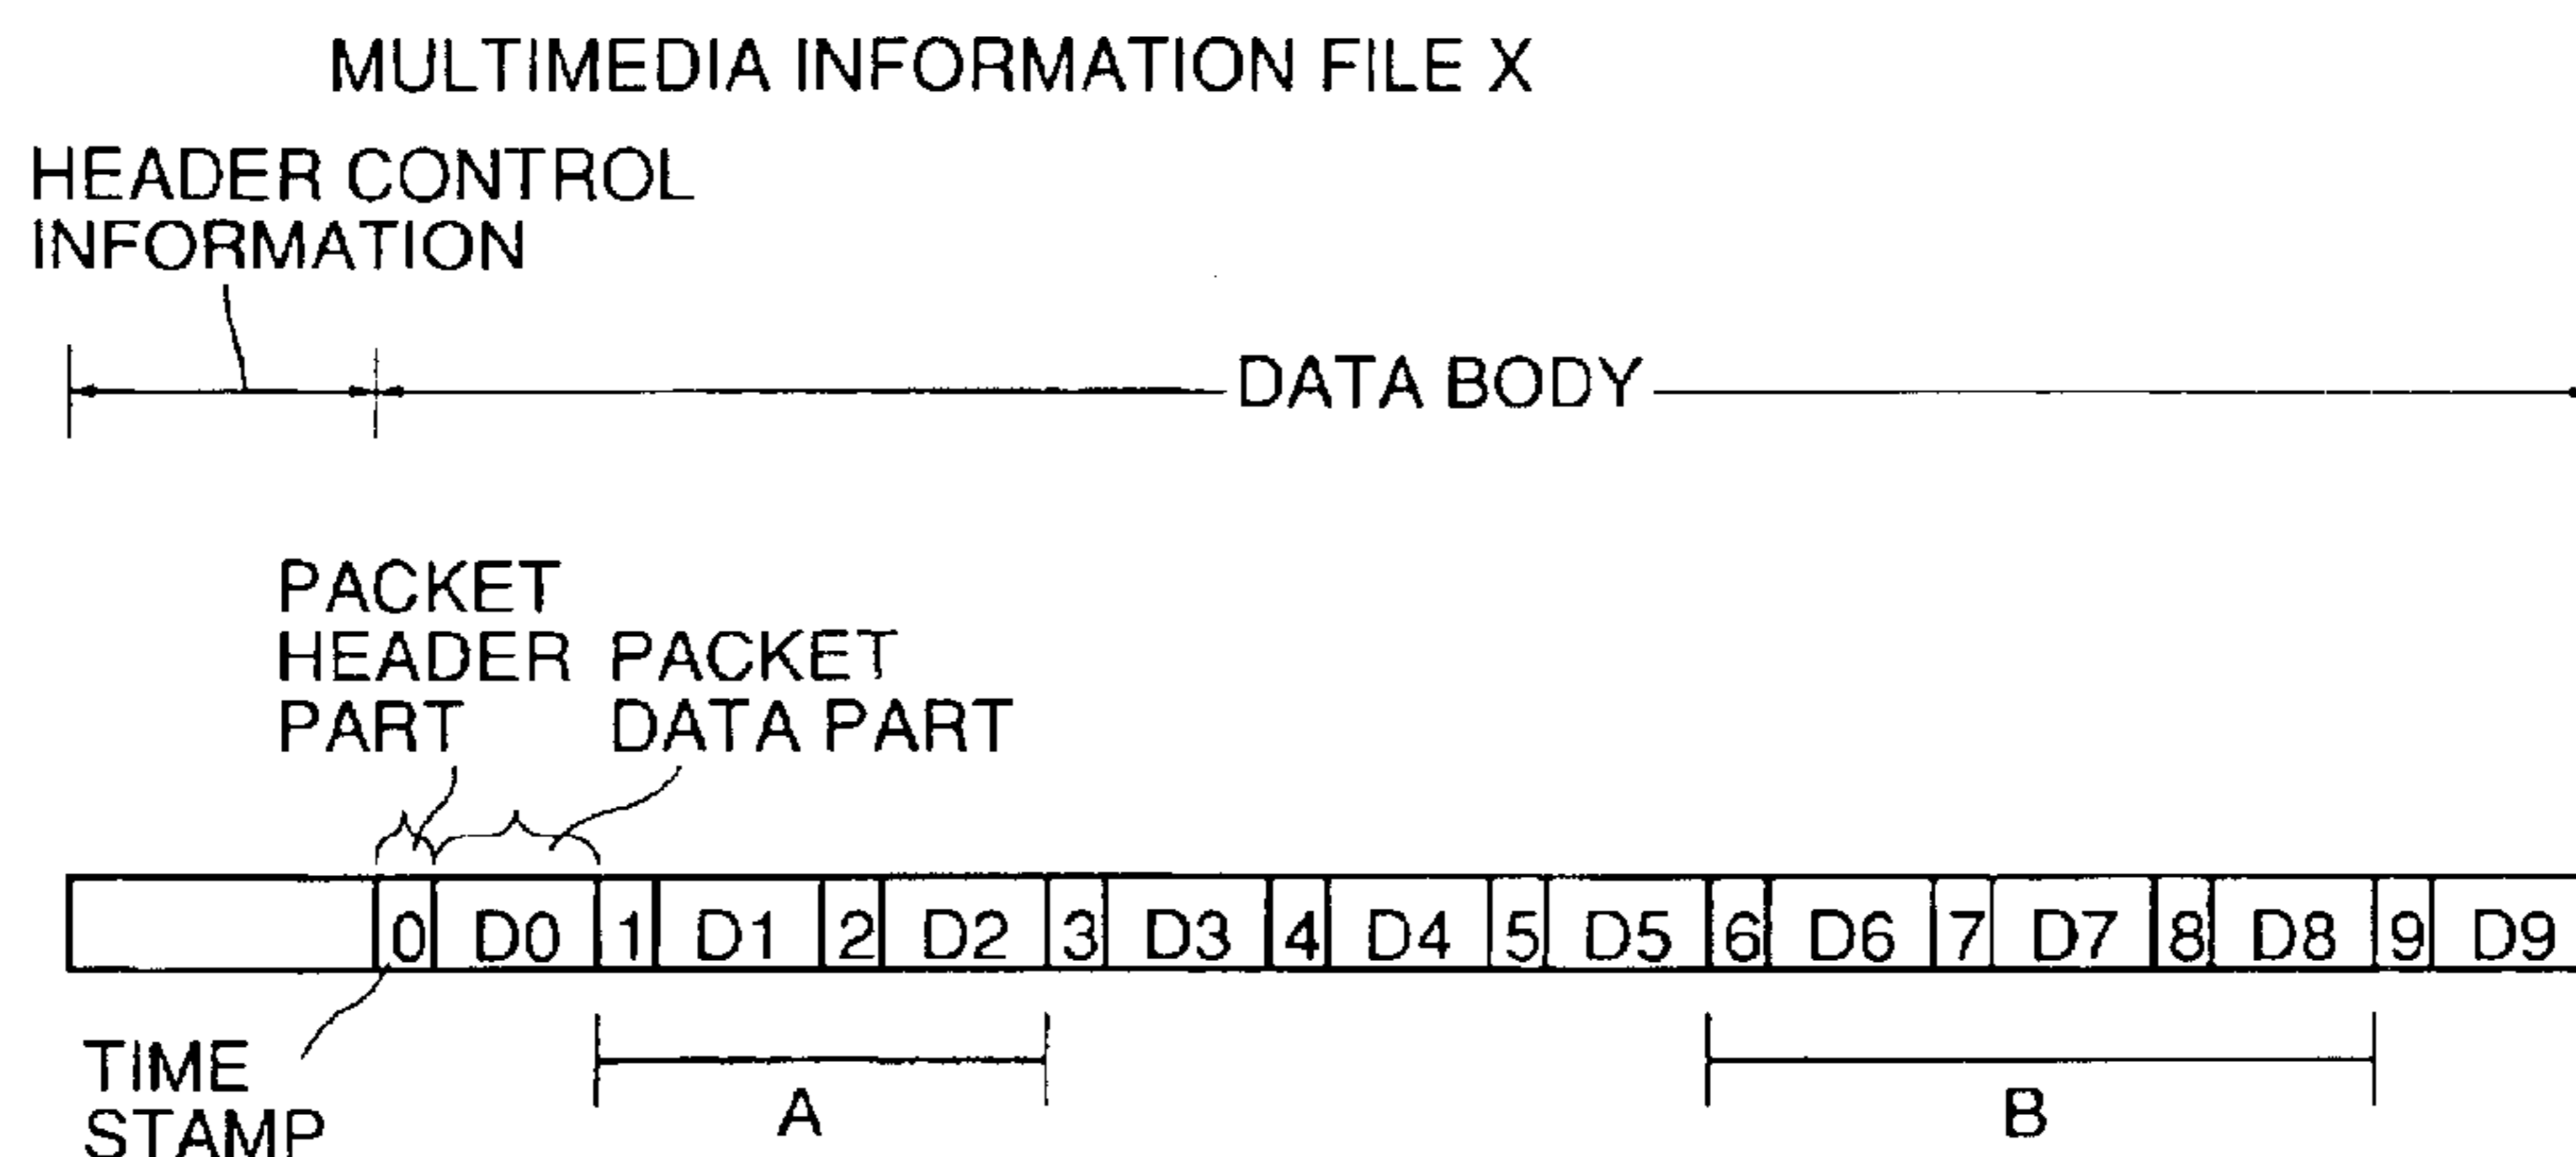 MULTIMEDIA INFORMATION FILE X
HEADER CONTROL
INFORMATION
DATA BODY
PACKET
HEADER PACKET
PART DATA PART
0 D0 1 D1 2 D2 3 D3 4 D4 5 D5 6 D6 7 D7 8 D8 9 D9
TIME
STAMP
A
B